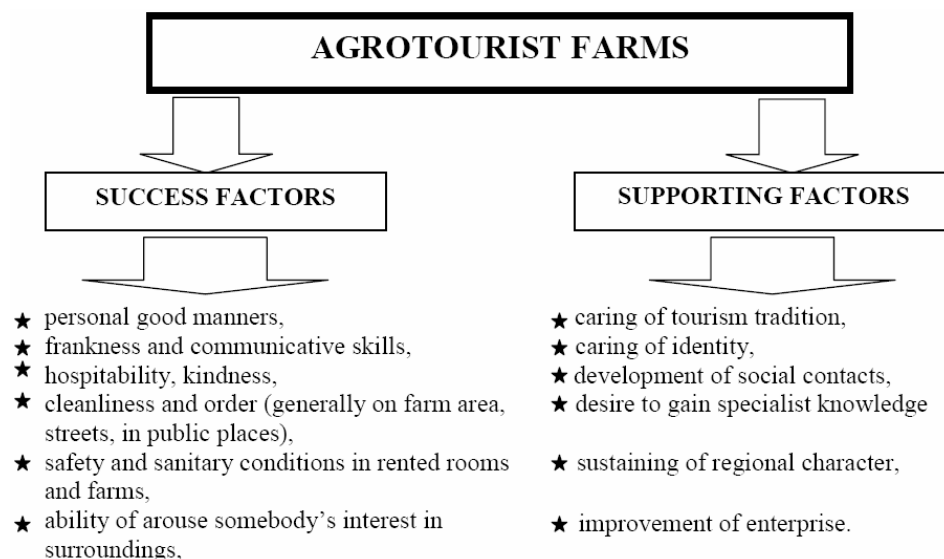 AGROTOURIST FARMS
SUCCESS FACTORS
personal good manners,
frankness and communicative skills,
hospitability, kindness,
cleanliness and order (generally on farm area,
streets, in public places),
safety and sanitary conditions in rented rooms
and farms,
ability of arouse somebody’s interest in
surroundings,
SUPPORTING FACTORS
caring of tourism tradition,
caring of identity,
development of social contacts,
desire to gain specialist knowledge
sustaining of regional character,
improvement of enterprise.